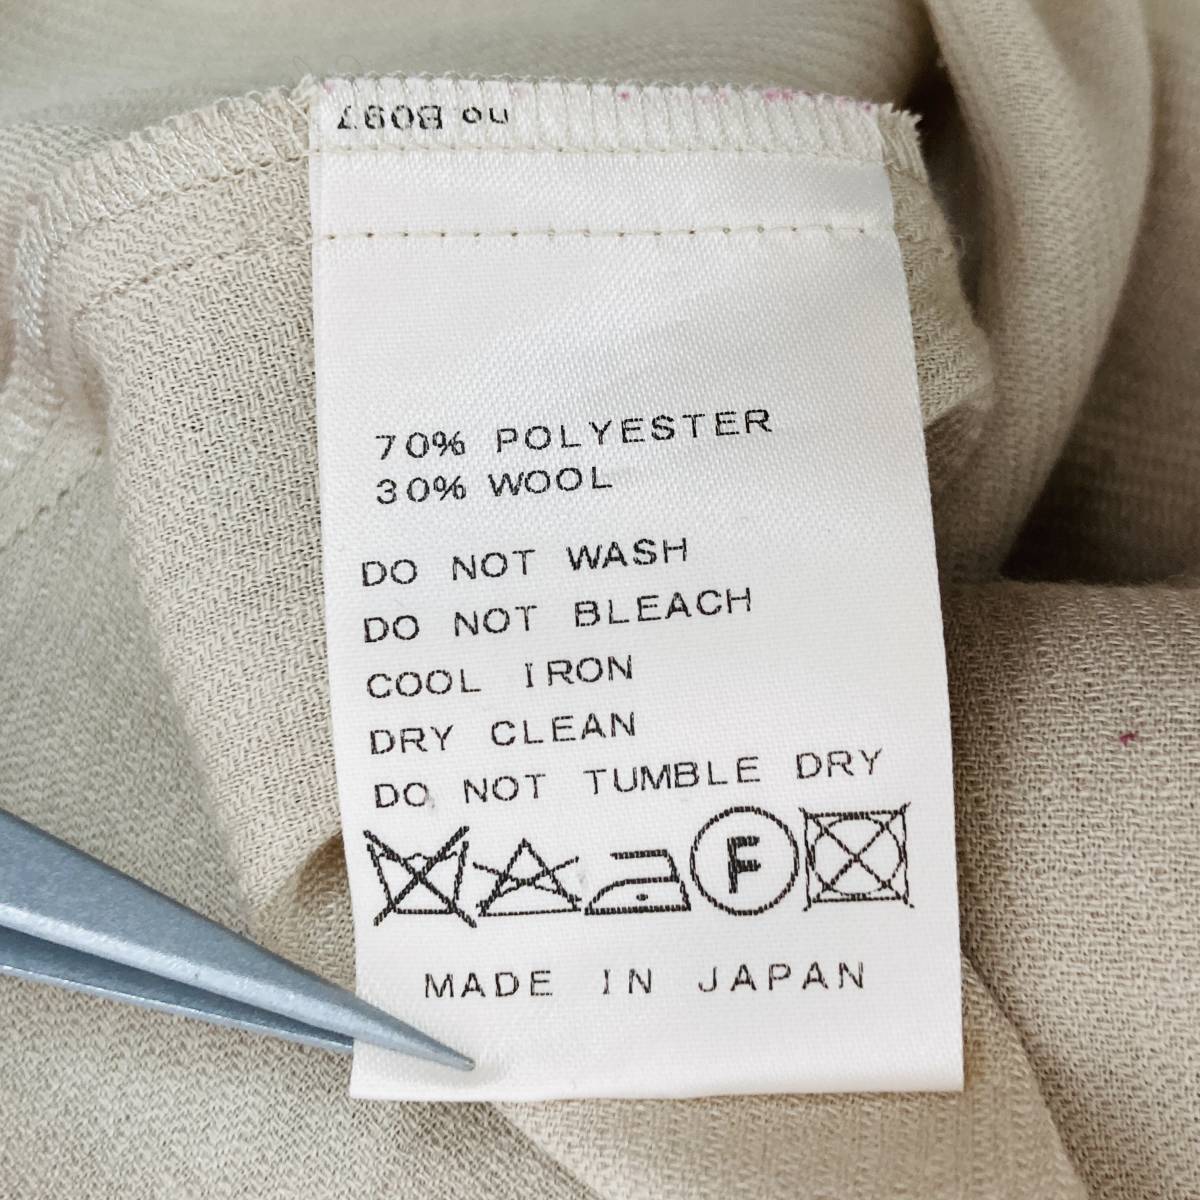 no. B097
70% POLYESTER
30% WOOL
DO NOT WASH
DO NOT BLEACH
COOL IRON
DRY CLEAN
DO NOT TUMBLE DRY
F
MADE IN JAPAN